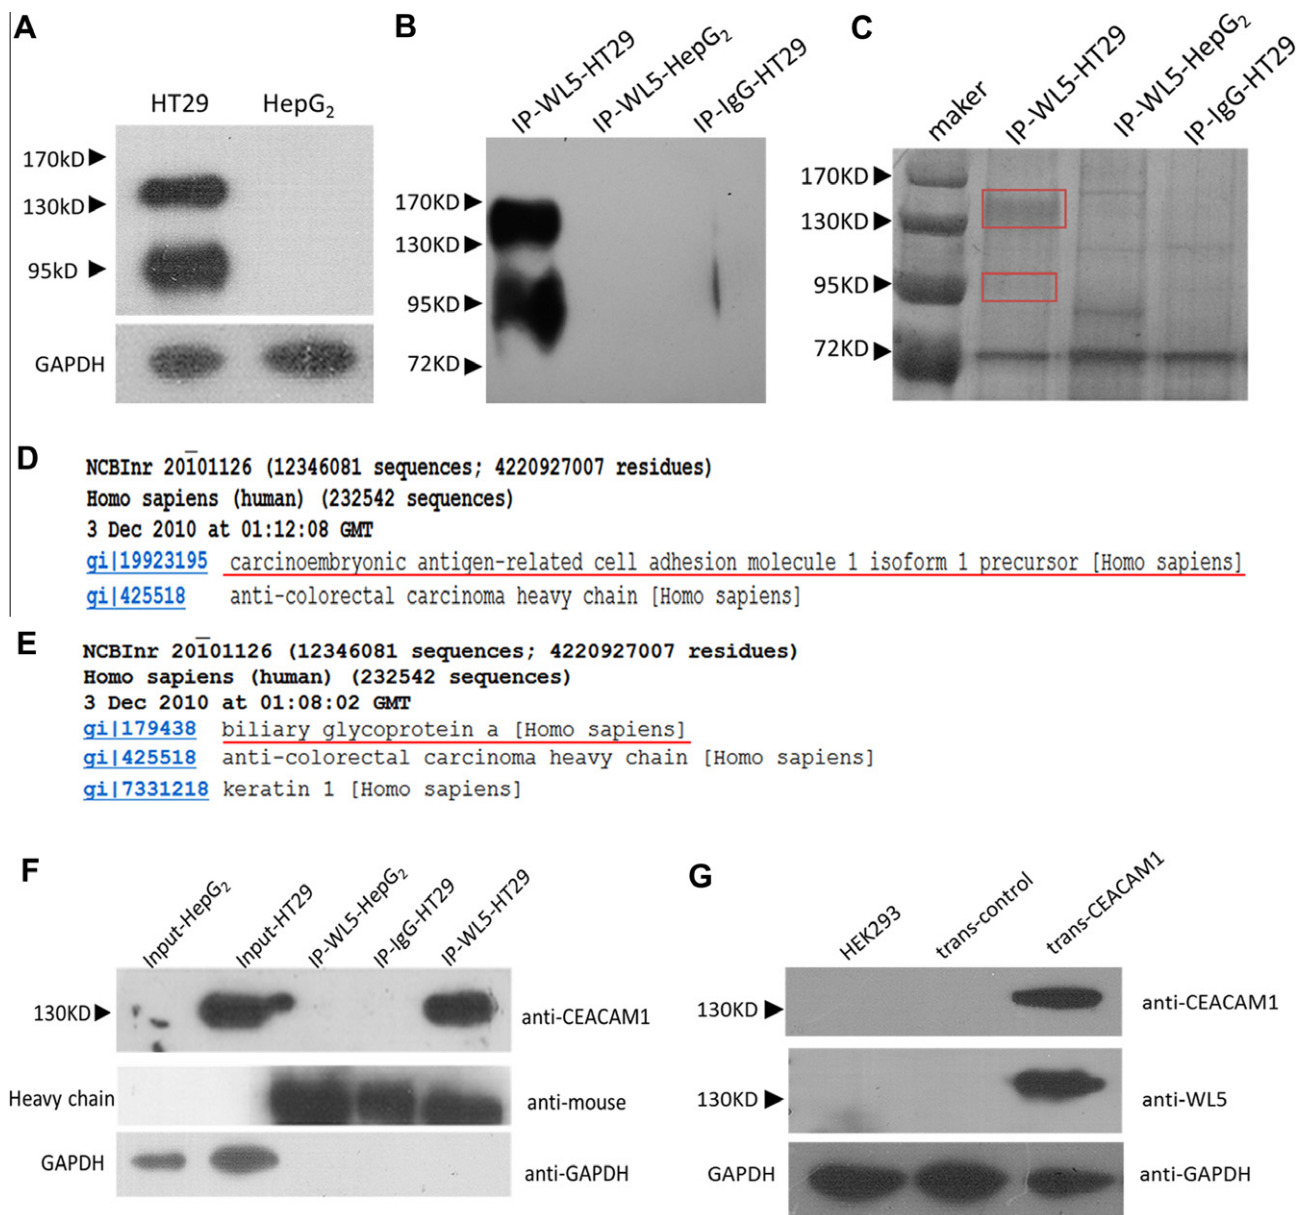 A
HT29 HepG₂
170kD
130kD
95kD
GAPDH
B
IP-WL5-HT29
IP-WL5-HepG₂
IP-IgG-HT29
170KD
130KD
95KD
72KD
C
maker
IP-WL5-HT29
IP-WL5-HepG₂
IP-IgG-HT29
170KD
130KD
95KD
72KD
D
NCBInr 20101126 (12346081 sequences; 4220927007 residues)
Homo sapiens (human) (232542 sequences)
3 Dec 2010 at 01:12:08 GMT
gi|19923195 carcinoembryonic antigen-related cell adhesion molecule 1 isoform 1 precursor [Homo sapiens]
gi|425518 anti-colorectal carcinoma heavy chain [Homo sapiens]
E
NCBInr 20101126 (12346081 sequences; 4220927007 residues)
Homo sapiens (human) (232542 sequences)
3 Dec 2010 at 01:08:02 GMT
gi|179438 biliary glycoprotein a [Homo sapiens]
gi|425518 anti-colorectal carcinoma heavy chain [Homo sapiens]
gi|7331218 keratin 1 [Homo sapiens]
F
Input-HepG₂
Input-HT29
IP-WL5-HepG₂
IP-IgG-HT29
IP-WL5-HT29
130KD
anti-CEACAM1
Heavy chain
anti-mouse
GAPDH
anti-GAPDH
G
HEK293
trans-control
trans-CEACAM1
130KD
anti-CEACAM1
130KD
anti-WL5
GAPDH
anti-GAPDH